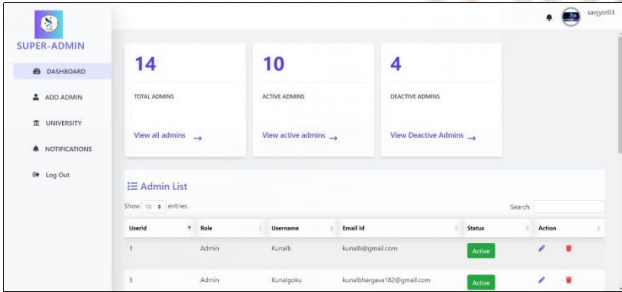 sanjyot03
SUPER-ADMIN
DASHBOARD
ADD ADMIN
UNIVERSITY
NOTIFICATIONS
Log Out
14 10 4
TOTAL ADMINS ACTIVE ADMINS DEACTIVE ADMINS
View all admins → View active admins → View Deactive Admins →
Admin List
Show 10 entries Search:
UserId Role Username Email Id Status Action
1 Admin Kunalb kunalb@gmail.com Active
3 Admin Kunalgoku kunalbhargava182@gmail.com Active